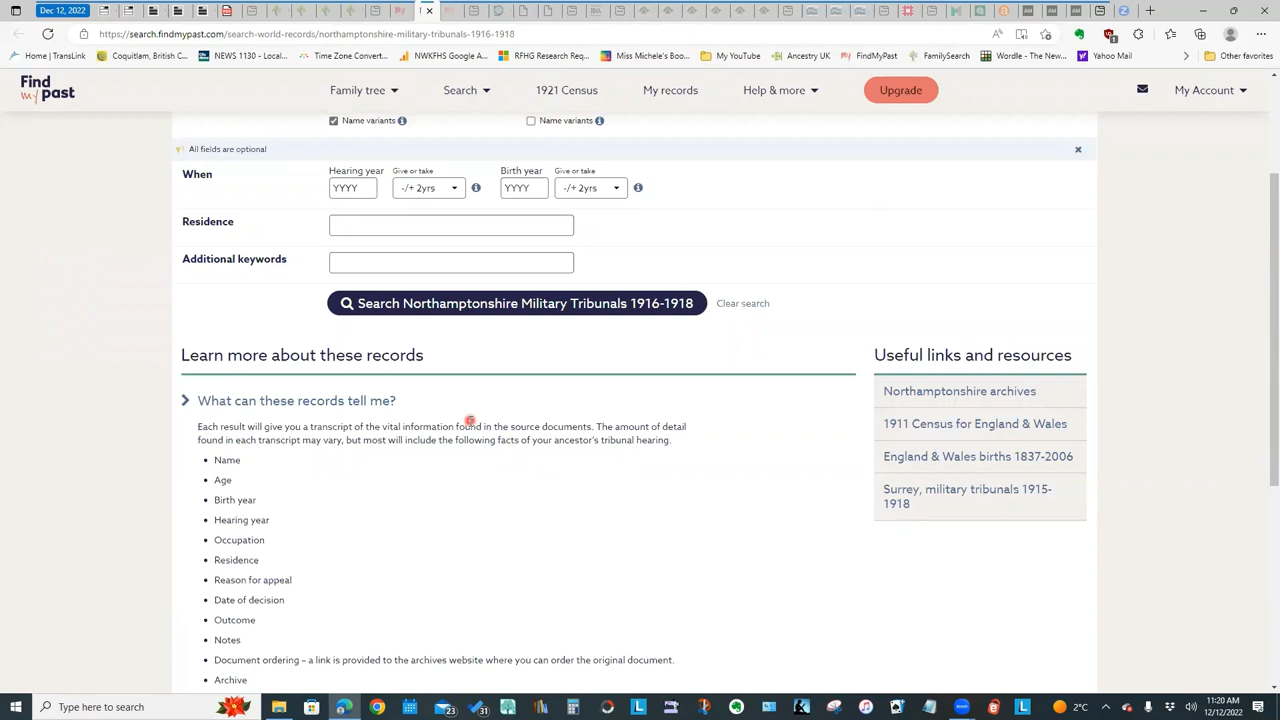 Dec 12, 2022
https://search.findmypast.com/search-world-records/northamptonshire-military-tribunals-1916-1918
Home | TransLink
Coquitlam, British C...
NEWS 1130 - Local...
Time Zone Convert...
NWKFHS Google A...
RFHG Research Req...
Miss Michele's Boo...
My YouTube
Ancestry UK
FindMyPast
FamilySearch
Wordle - The New...
Yahoo Mail
Other favorites
Find my past
Family tree
Search
1921 Census
My records
Help & more
Upgrade
My Account
Name variants
Name variants
All fields are optional
When
Hearing year
Give or take
Birth year
Give or take
YYYY
-/+ 2yrs
YYYY
-/+ 2yrs
Residence
Additional keywords
Search Northamptonshire Military Tribunals 1916-1918
Clear search
Learn more about these records
What can these records tell me?
Each result will give you a transcript of the vital information found in the source documents. The amount of detail
found in each transcript may vary, but most will include the following facts of your ancestor's tribunal hearing.
Name
Age
Birth year
Hearing year
Occupation
Residence
Reason for appeal
Date of decision
Outcome
Notes
Document ordering – a link is provided to the archives website where you can order the original document.
Archive
Useful links and resources
Northamptonshire archives
1911 Census for England & Wales
England & Wales births 1837-2006
Surrey, military tribunals 1915-
1918
Type here to search
23
31
2°C
11:20 AM
12/12/2022